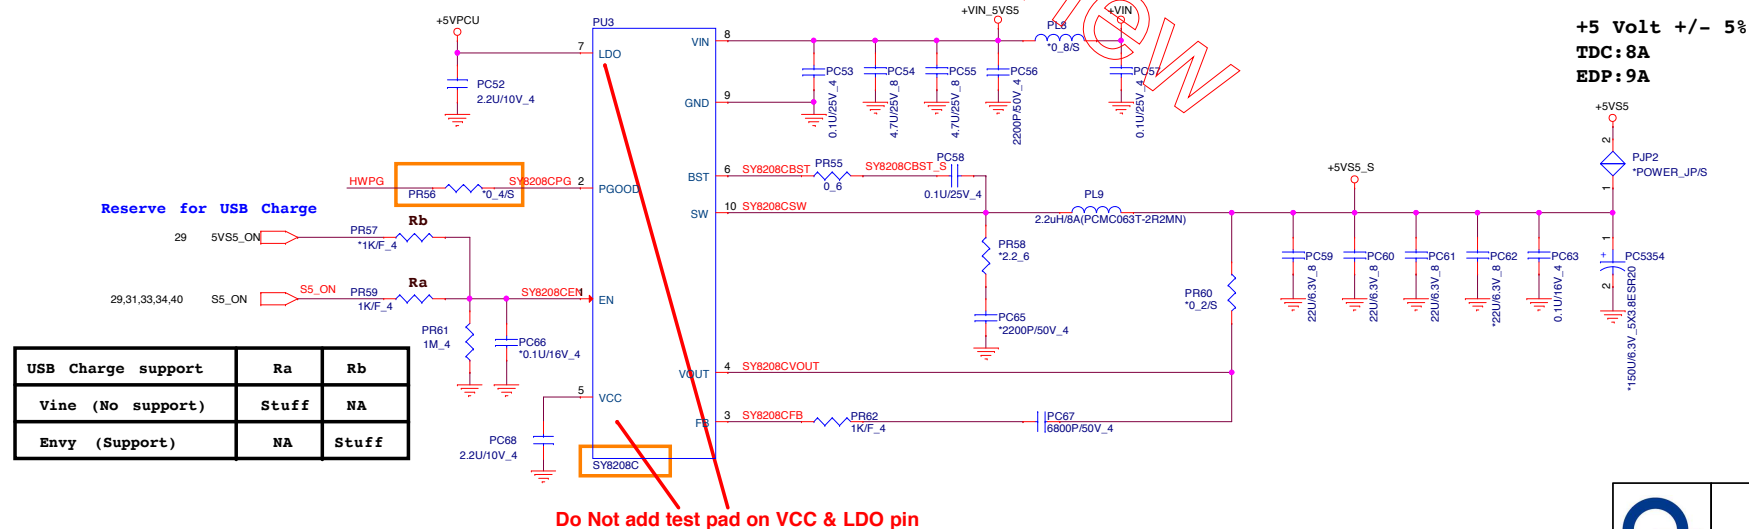 +5VPCU
PU3
+VIN_5VS5
+VIN
+5 Volt +/- 5%
TDC:8A
EDP:9A
7
LDO
VIN
8
PL8
*0_8/S
PC52
2.2U/10V_4
PC53
0.1U/25V_4
PC54
4.7U/25V_8
PC55
4.7U/25V_8
PC56
2200P/50V_4
PC57
0.1U/25V_4
GND
9
+5VS5
2
PJP2
*POWER_JP/S
1
HWPG
PR56
*0_4/S
SY8208CPG
2
PGOOD
BST
6
SY8208CBST
PR55
0_6
SY8208CBST_S
PC58
0.1U/25V_4
+5VS5_S
Reserve for USB Charge
SW
10
SY8208CSW
PL9
2.2uH/8A(PCMC063T-2R2MN)
29
5VS5_ON
PR57
*1K/F_4
Rb
PR58
*2.2_6
PC59
22U/6.3V_8
PC60
22U/6.3V_8
PC61
22U/6.3V_8
PC62
*22U/6.3V_8
PC63
0.1U/16V_4
1
+
PC5354
2
*150U/6.3V_5X3.8ESR20
29,31,33,34,40
S5_ON
S5_ON
PR59
1K/F_4
Ra
SY8208CEN
1
EN
PR60
*0_2/S
PR61
1M_4
PC66
*0.1U/16V_4
PC65
*2200P/50V_4
USB Charge support Ra Rb
Vine (No support) Stuff NA
Envy (Support) NA Stuff
VOUT
4
SY8208CVOUT
5
VCC
PC68
2.2U/10V_4
FB
3
SY8208CFB
PR62
1K/F_4
PC67
6800P/50V_4
SY8208C
Do Not add test pad on VCC & LDO pin